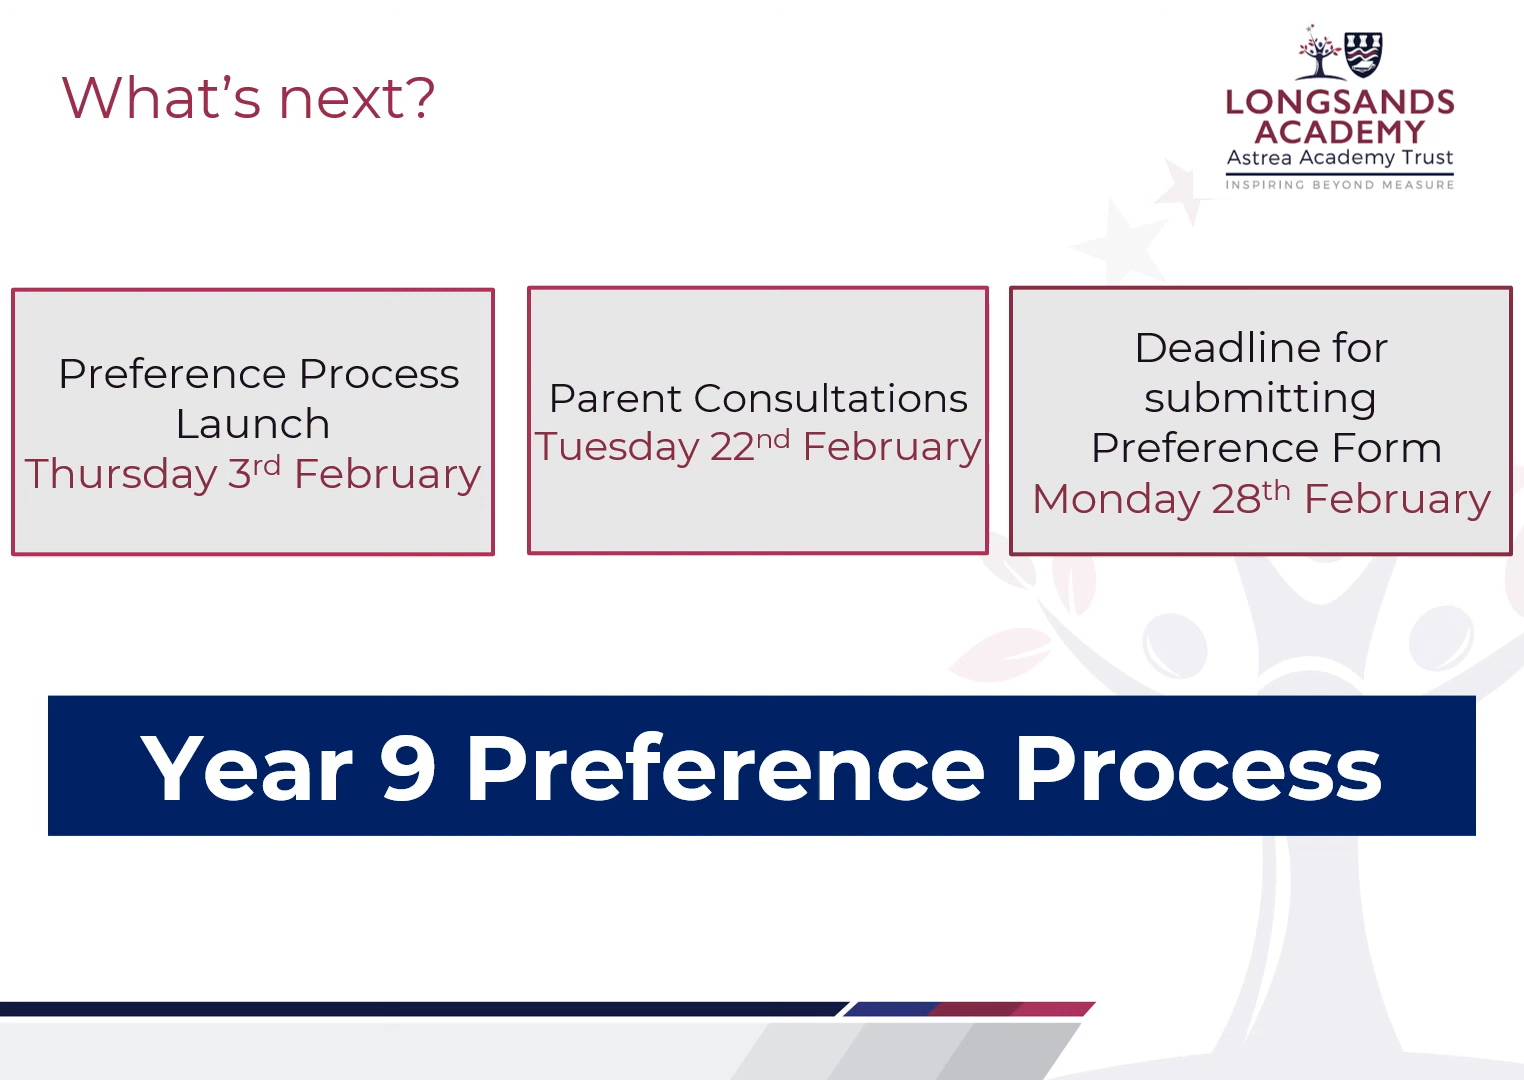 What’s next?
LONGSANDS
ACADEMY
Astrea Academy Trust
INSPIRING BEYOND MEASURE
Preference Process
Launch
Thursday 3rd February
Parent Consultations
Tuesday 22nd February
Deadline for
submitting
Preference Form
Monday 28th February
Year 9 Preference Process